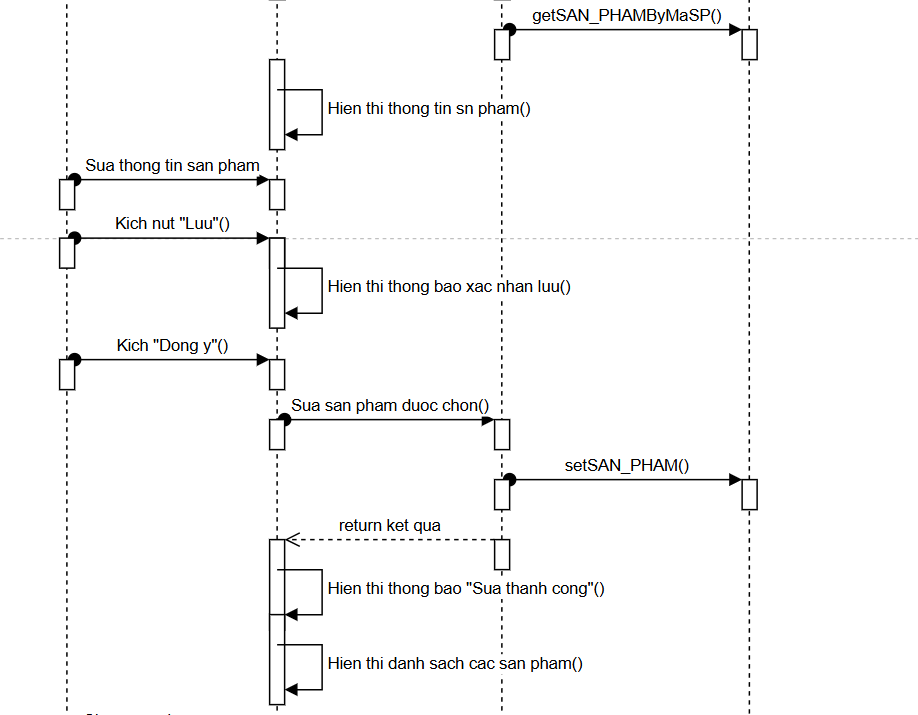 getSAN_PHAMByMaSP()
Hien thi thong tin sn pham()
Sua thong tin san pham
Kich nut "Luu"()
Hien thi thong bao xac nhan luu()
Kich "Dong y"()
Sua san pham duoc chon()
setSAN_PHAM()
return ket qua
Hien thi thong bao "Sua thanh cong"()
Hien thi danh sach cac san pham()